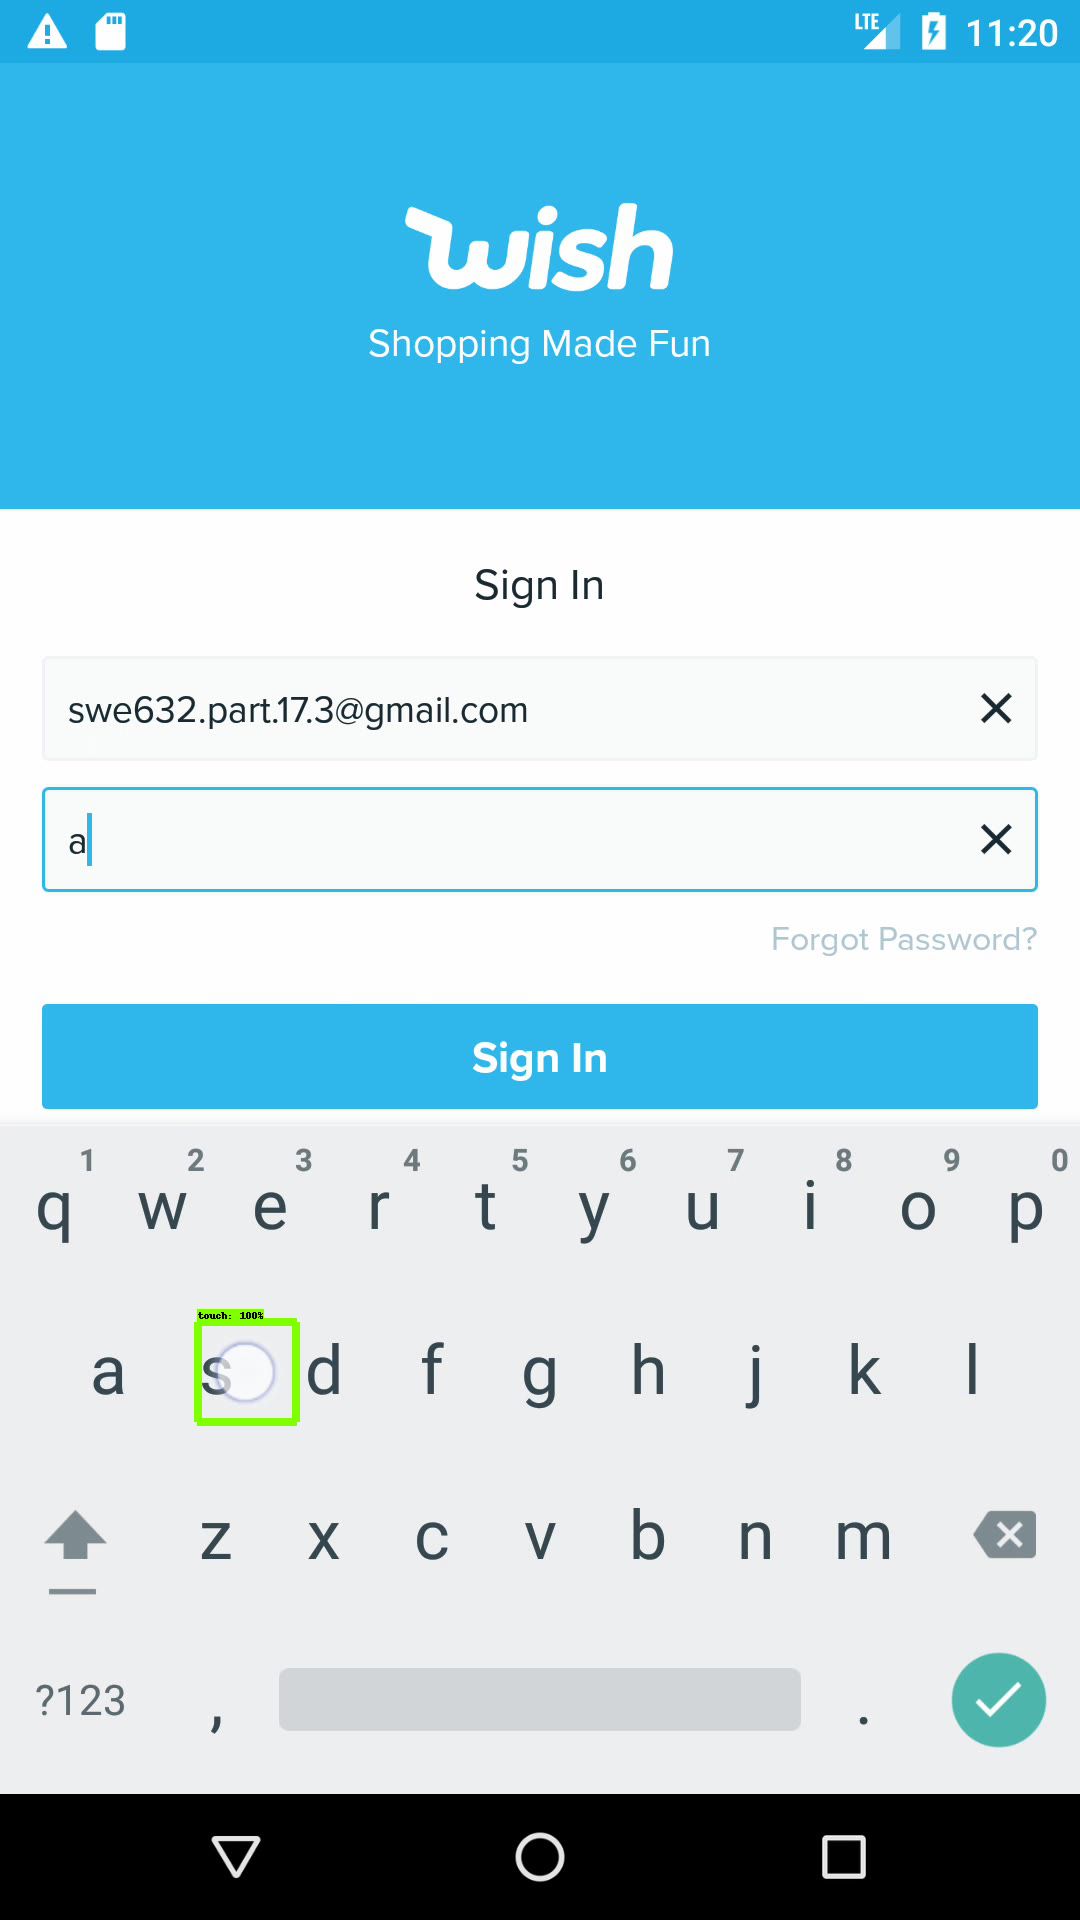 LTE 11:20
wish
Shopping Made Fun
Sign In
swe632.part.17.3@gmail.com
a
Forgot Password?
Sign In
1 2 3 4 5 6 7 8 9 0
q w e r t y u i o p
touch: 100%
a s d f g h j k l
z x c v b n m
?123 , .